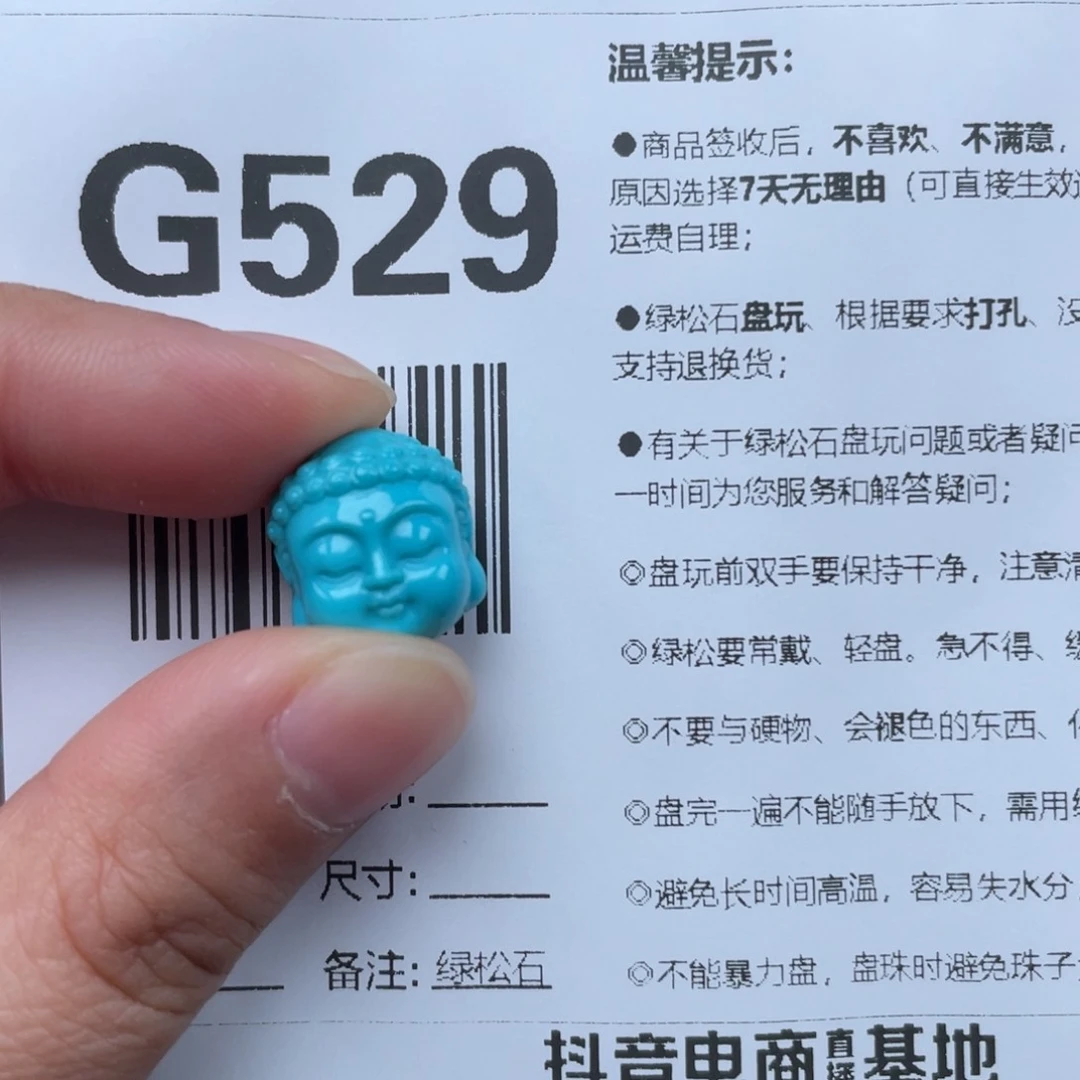 G529
温馨提示:
●商品签收后，不喜欢、不满意，
原因选择7天无理由（可直接生效
运费自理；
●绿松石盘玩、根据要求打孔、没
支持退换货；
●有关于绿松石盘玩问题或者疑问
一时间为您服务和解答疑问；
◎盘玩前双手要保持干净，注意清
◎绿松要常戴、轻盘。急不得、缓
◎不要与硬物、会褪色的东西、
◎盘完一遍不能随手放下，需用
◎避免长时间高温，容易失水分
◎不能暴力盘，盘珠时避免珠子
尺寸:
备注: 绿松石
抖音电商直播基地